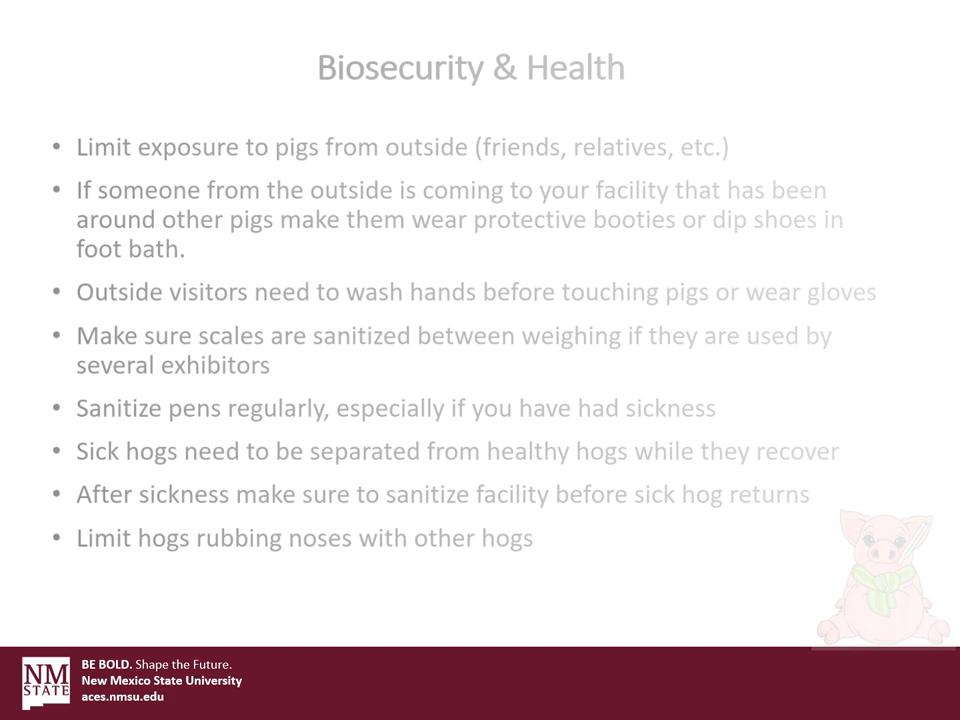 Biosecurity & Health
• Limit exposure to pigs from outside (friends, relatives, etc.)
• If someone from the outside is coming to your facility that has been
around other pigs make them wear protective booties or dip shoes in
foot bath.
• Outside visitors need to wash hands before touching pigs or wear gloves
• Make sure scales are sanitized between weighing if they are used by
several exhibitors
• Sanitize pens regularly, especially if you have had sickness
• Sick hogs need to be separated from healthy hogs while they recover
• After sickness make sure to sanitize facility before sick hog returns
• Limit hogs rubbing noses with other hogs
NM
STATE
BE BOLD. Shape the Future.
New Mexico State University
aces.nmsu.edu